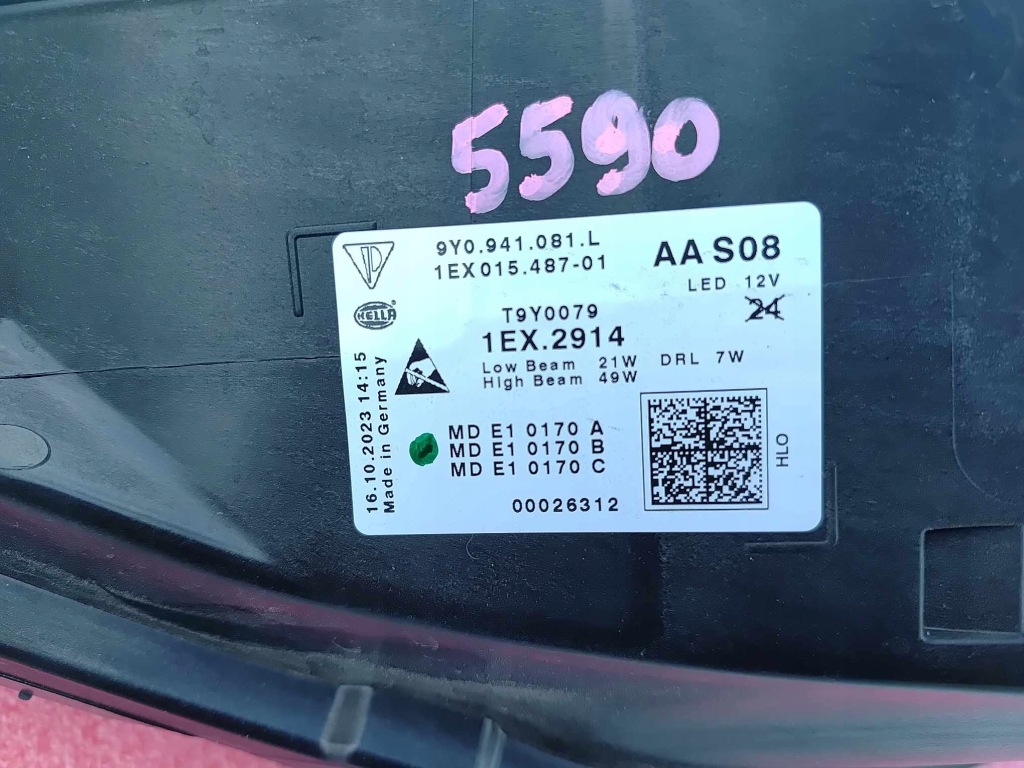 5590
9Y0.941.081.L
1EX 015.487-01
AA S08
LED 12V
24
HELLA
T9Y0079
1EX.2914
Low Beam 21W DRL 7W
High Beam 49W
16.10.2023 14:15
Made in Germany
MD E1 0170 A
MD E1 0170 B
MD E1 0170 C
00026312
HLO